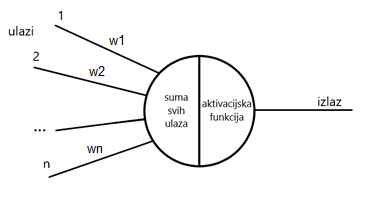 1
ulazi
w1
2
w2
suma
svih
ulaza
aktivacijska
funkcija
izlaz
...
wn
n